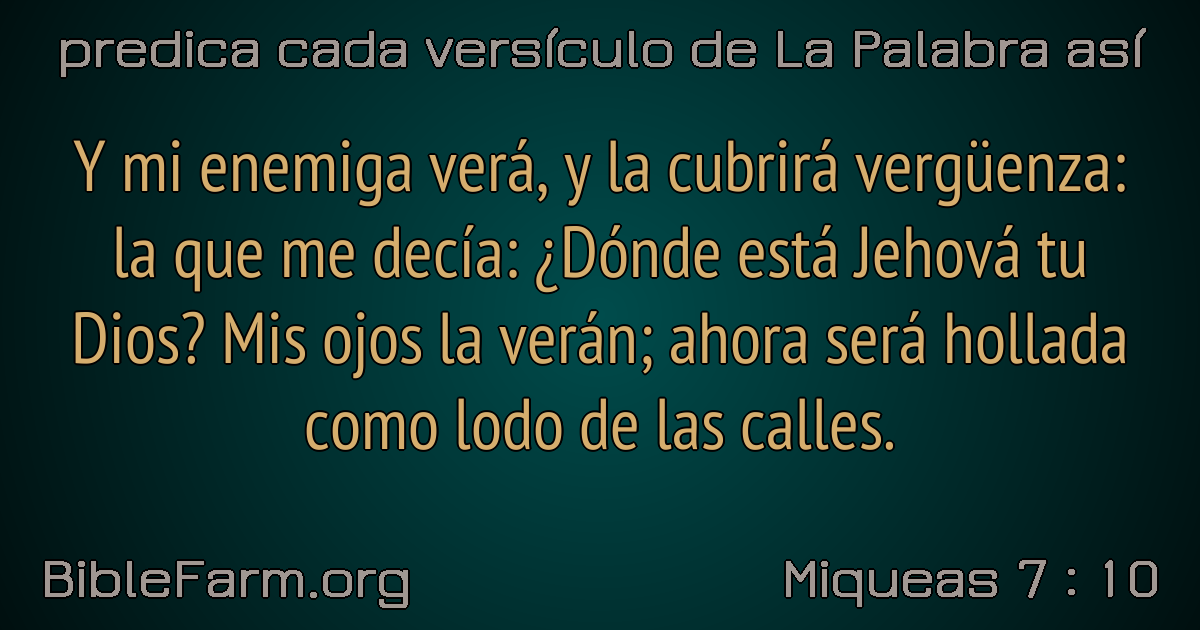 predica cada versículo de La Palabra así
Y mi enemiga verá, y la cubrirá vergüenza:
la que me decía: ¿Dónde está Jehová tu
Dios? Mis ojos la verán; ahora será hollada
como lodo de las calles.
BibleFarm.org
Miqueas 7 : 10